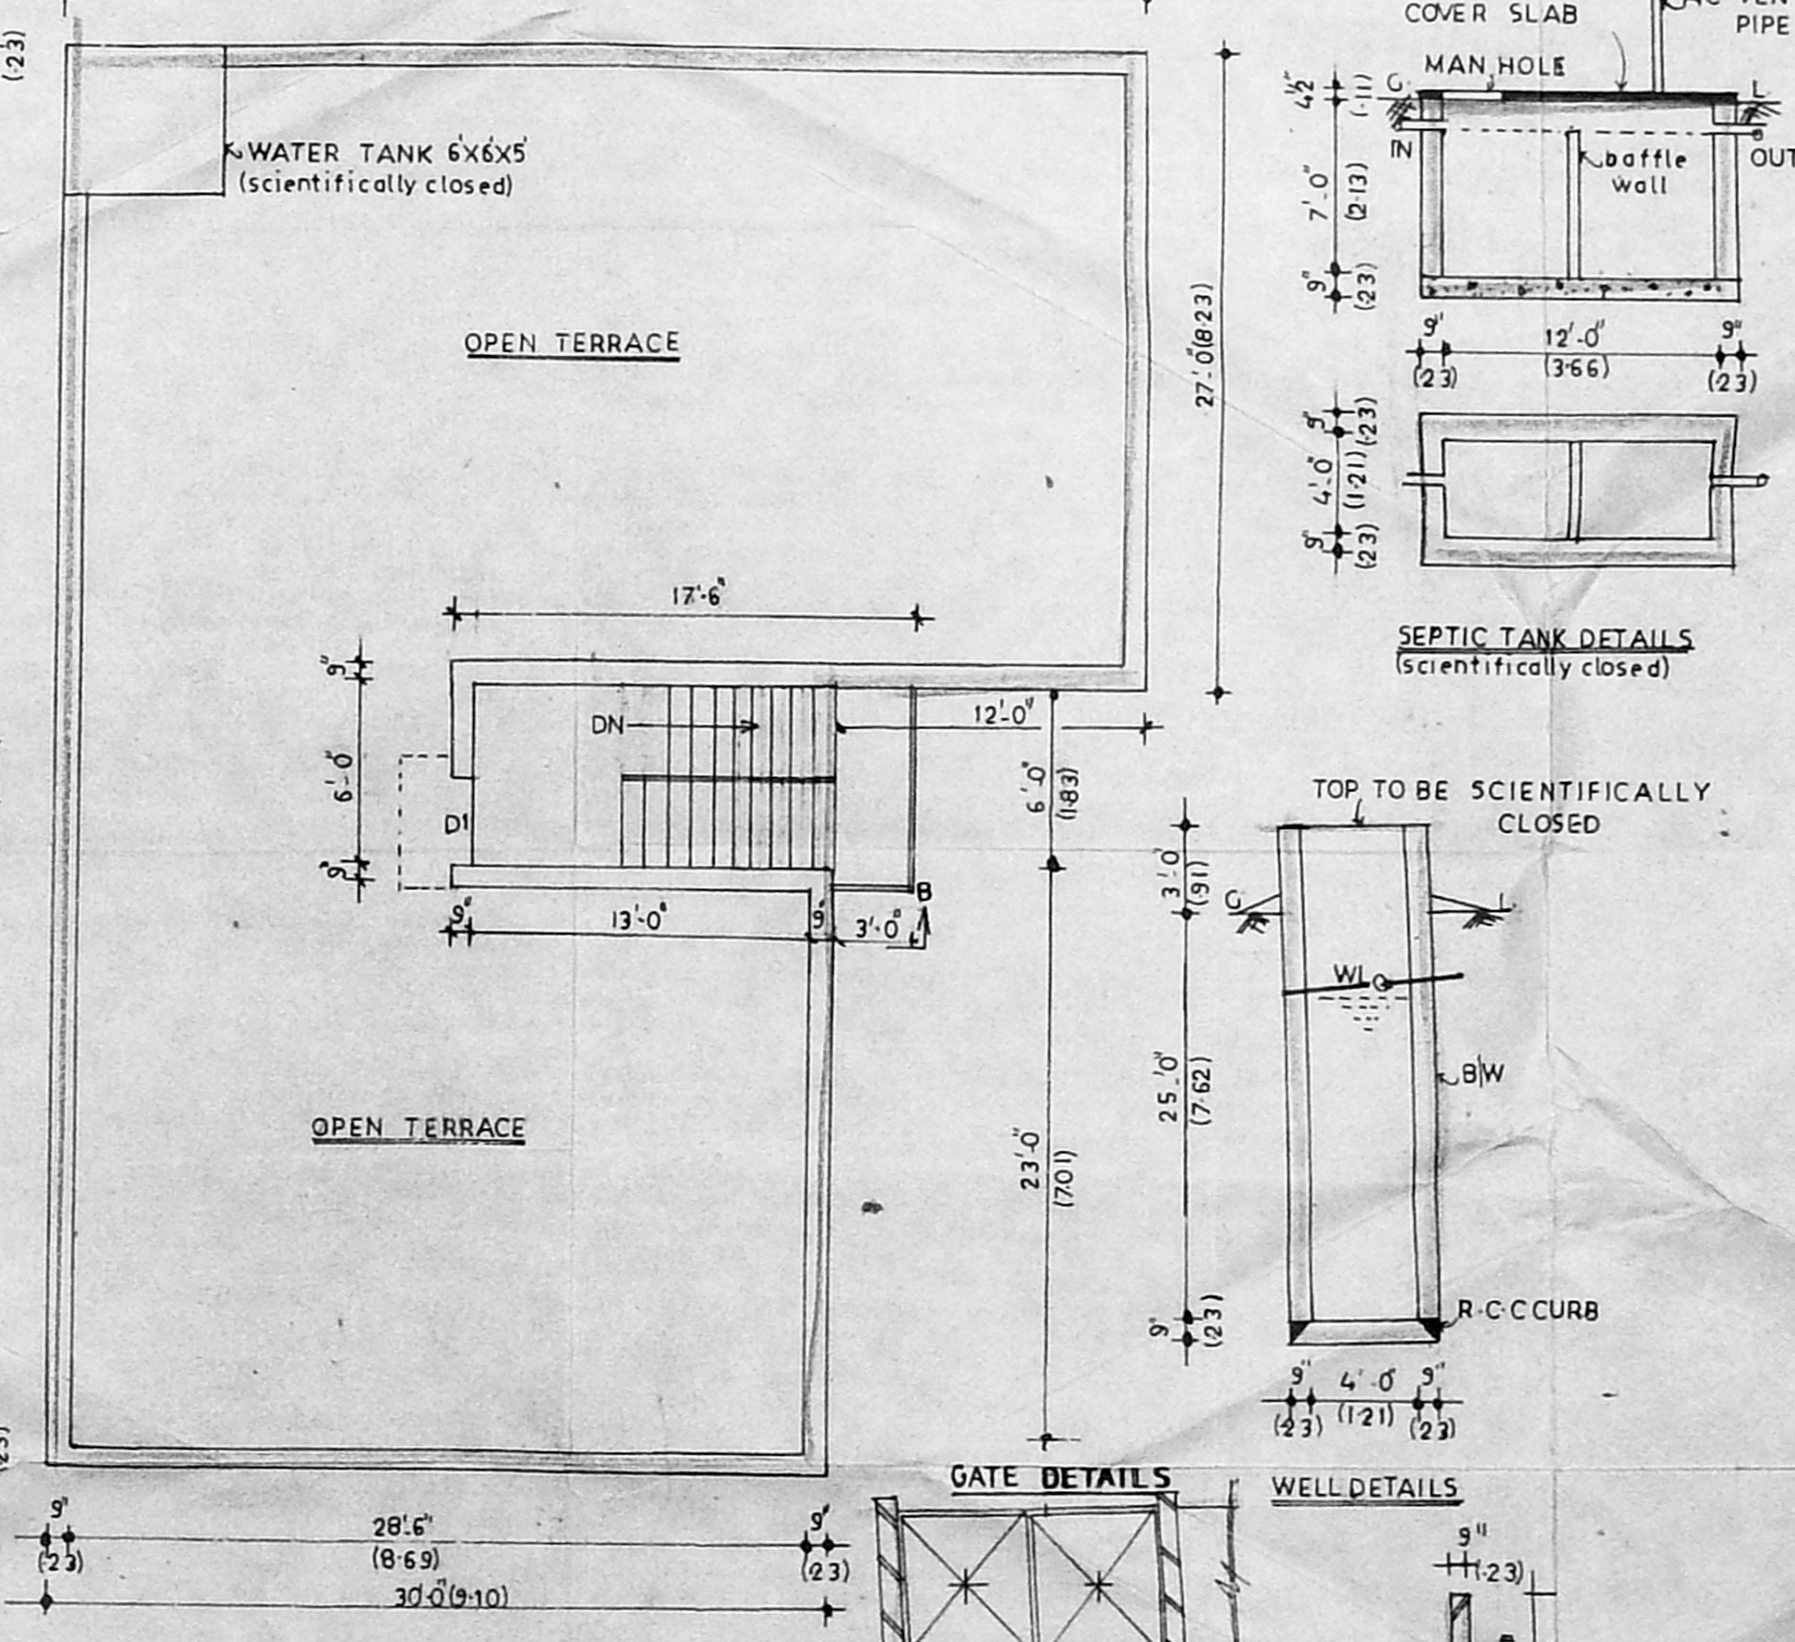 (·23)
WATER TANK 6'X6'X5'
(scientifically closed)
OPEN TERRACE
27'-0"(8·23)
17'-6"
9"
6'-0"
9"
DN
D1
12'-0"
6'-0"
(1·83)
9"
13'-0"
9"
3'-0"
B
23'-0"
(7·01)
OPEN TERRACE
9"
28'-6"
9"
(·23)
(8·69)
(·23)
30'-0"(9·10)
COVER SLAB
PIPE
MAN HOLE
G·
L·
4½"
(·11)
IN
OUT
baffle
wall
7'-0"
(2·13)
9"
(·23)
9"
12'-0"
9"
(·23)
(3·66)
(·23)
9"
(·23)
4'-0"
(1·21)
9"
(·23)
SEPTIC TANK DETAILS
(scientifically closed)
TOP TO BE SCIENTIFICALLY
CLOSED
3'-0"
(·91)
G·
L·
WL
25'-0"
(7·62)
B/W
9"
(·23)
R·C·C CURB
9"
4'-0"
9"
(·23)
(1·21)
(·23)
WELL DETAILS
GATE DETAILS
9"
(·23)